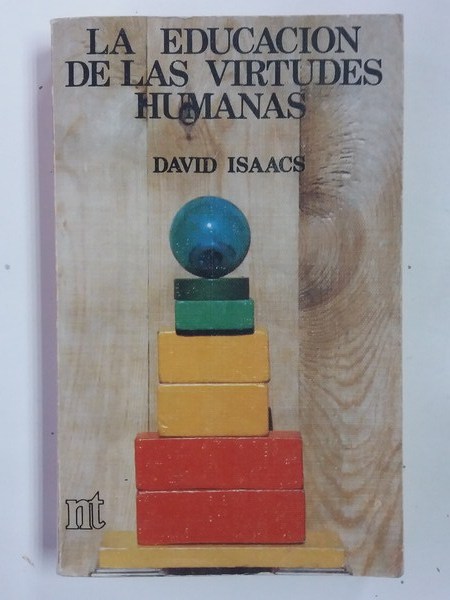 LA EDUCACION
DE LAS VIRTUDES
HUMANAS
DAVID ISAACS
nt